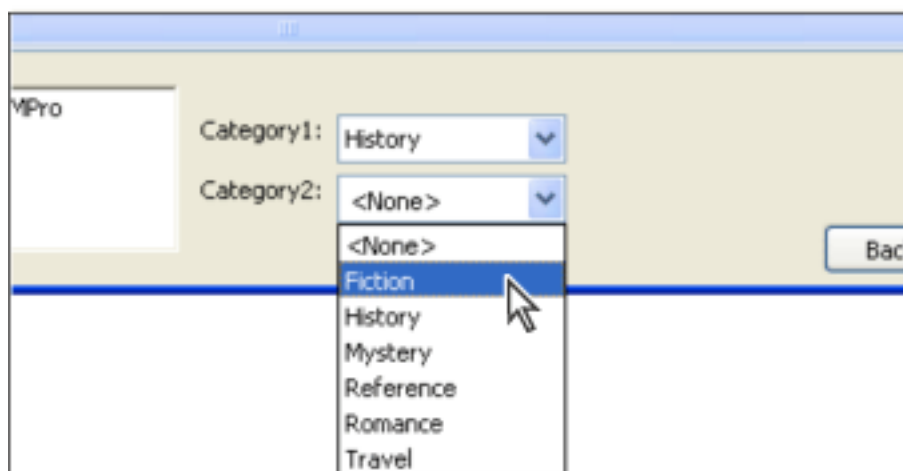 MPro
Category1: History
Category2: <None>
<None>
Fiction
History
Mystery
Reference
Romance
Travel
Bac